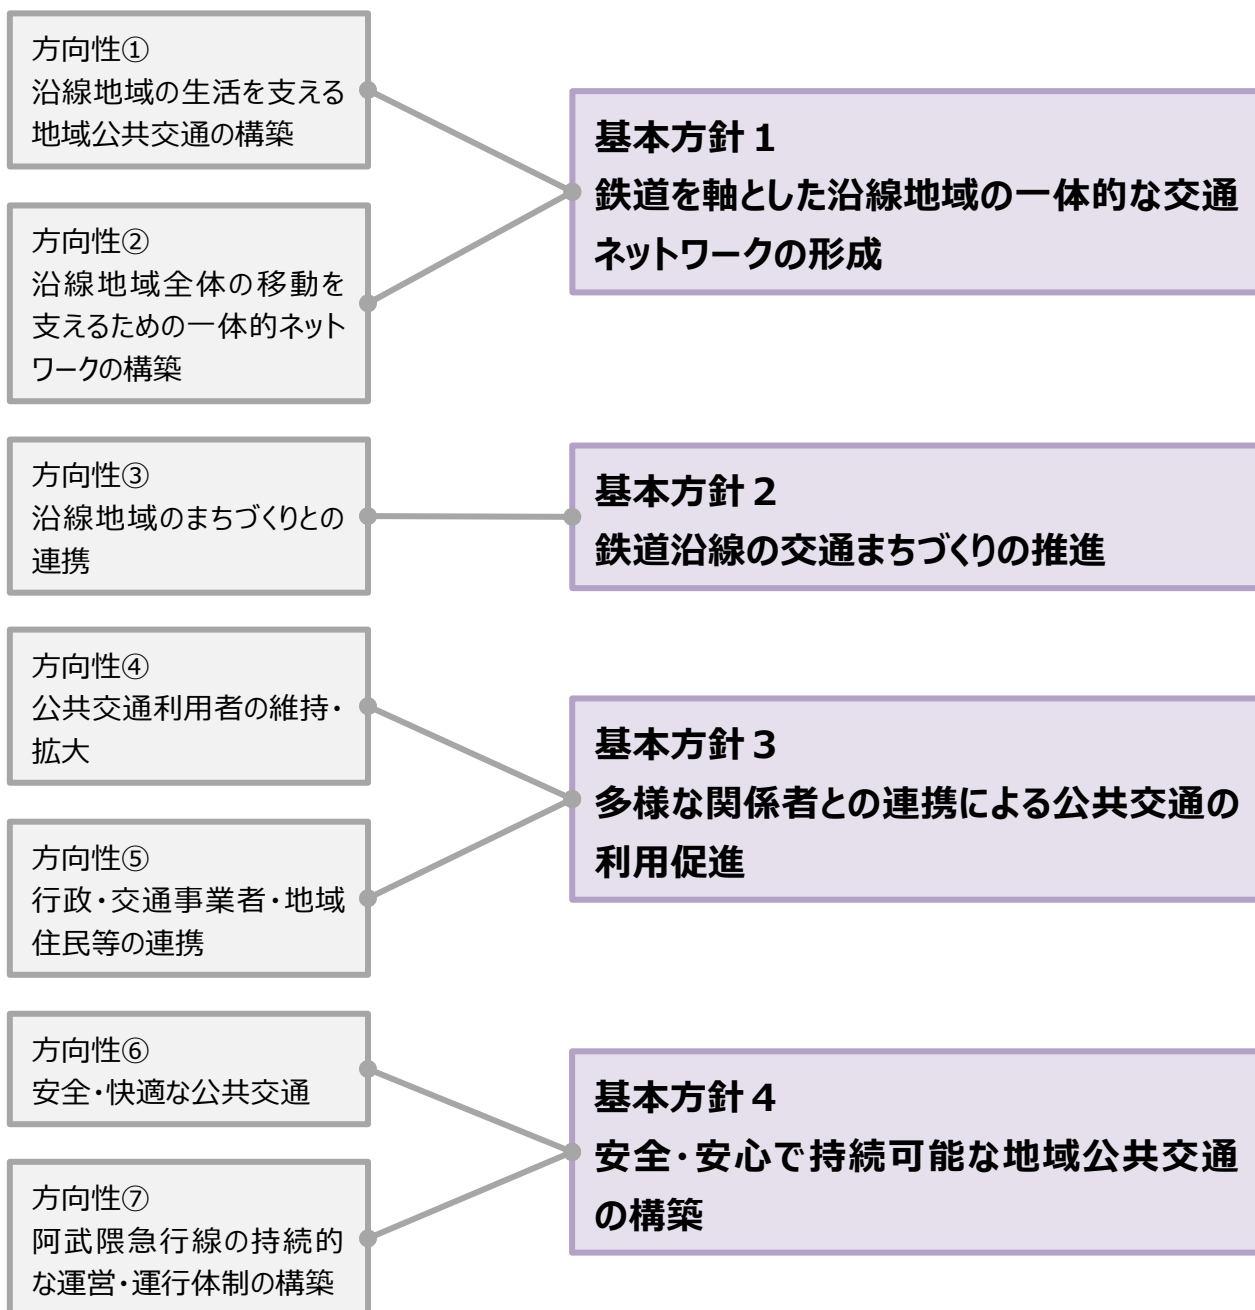 方向性①
沿線地域の生活を支える
地域公共交通の構築
方向性②
沿線地域全体の移動を
支えるための一体的ネット
ワークの構築
基本方針1
鉄道を軸とした沿線地域の一体的な交通
ネットワークの形成
方向性③
沿線地域のまちづくりとの
連携
基本方針2
鉄道沿線の交通まちづくりの推進
方向性④
公共交通利用者の維持・
拡大
方向性⑤
行政・交通事業者・地域
住民等の連携
基本方針3
多様な関係者との連携による公共交通の
利用促進
方向性⑥
安全・快適な公共交通
方向性⑦
阿武隈急行線の持続的
な運営・運行体制の構築
基本方針4
安全・安心で持続可能な地域公共交通
の構築